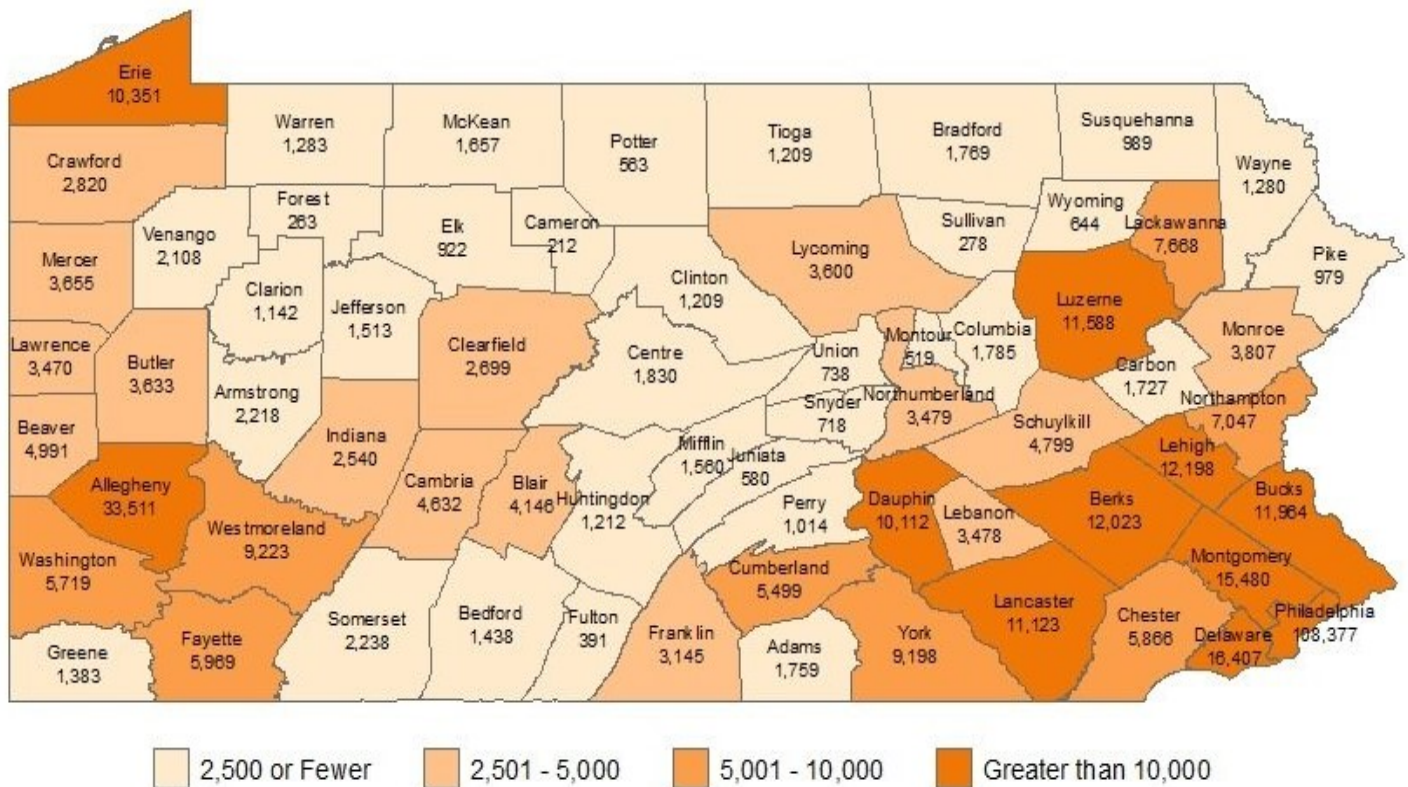 Erie
10,351
Warren
1,283
McKean
1,657
Potter
563
Tioga
1,209
Bradford
1,769
Susquehanna
989
Wayne
1,280
Crawford
2,820
Forest
263
Elk
922
Cameron
212
Sullivan
278
Wyoming
644
Lackawanna
7,668
Venango
2,108
Lycoming
3,600
Pike
979
Mercer
3,655
Clarion
1,142
Jefferson
1,513
Clinton
1,209
Luzerne
11,588
Lawrence
3,470
Butler
3,633
Clearfield
2,699
Centre
1,830
Union
738
Montour
519
Columbia
1,785
Monroe
3,807
Carbon
1,727
Armstrong
2,218
Snyder
718
Northumberland
3,479
Northampton
7,047
Beaver
4,991
Indiana
2,540
Mifflin
1,560
Juniata
580
Schuylkill
4,799
Lehigh
12,198
Allegheny
33,511
Cambria
4,632
Blair
4,146
Huntingdon
1,212
Perry
1,014
Dauphin
10,112
Lebanon
3,478
Berks
12,023
Bucks
11,964
Westmoreland
9,223
Washington
5,719
Cumberland
5,499
Montgomery
15,480
Somerset
2,238
Bedford
1,438
Fulton
391
Franklin
3,145
Lancaster
11,123
Chester
5,866
Philadelphia
108,377
Delaware
16,407
Greene
1,383
Fayette
5,969
Adams
1,759
York
9,198
2,500 or Fewer
2,501 - 5,000
5,001 - 10,000
Greater than 10,000